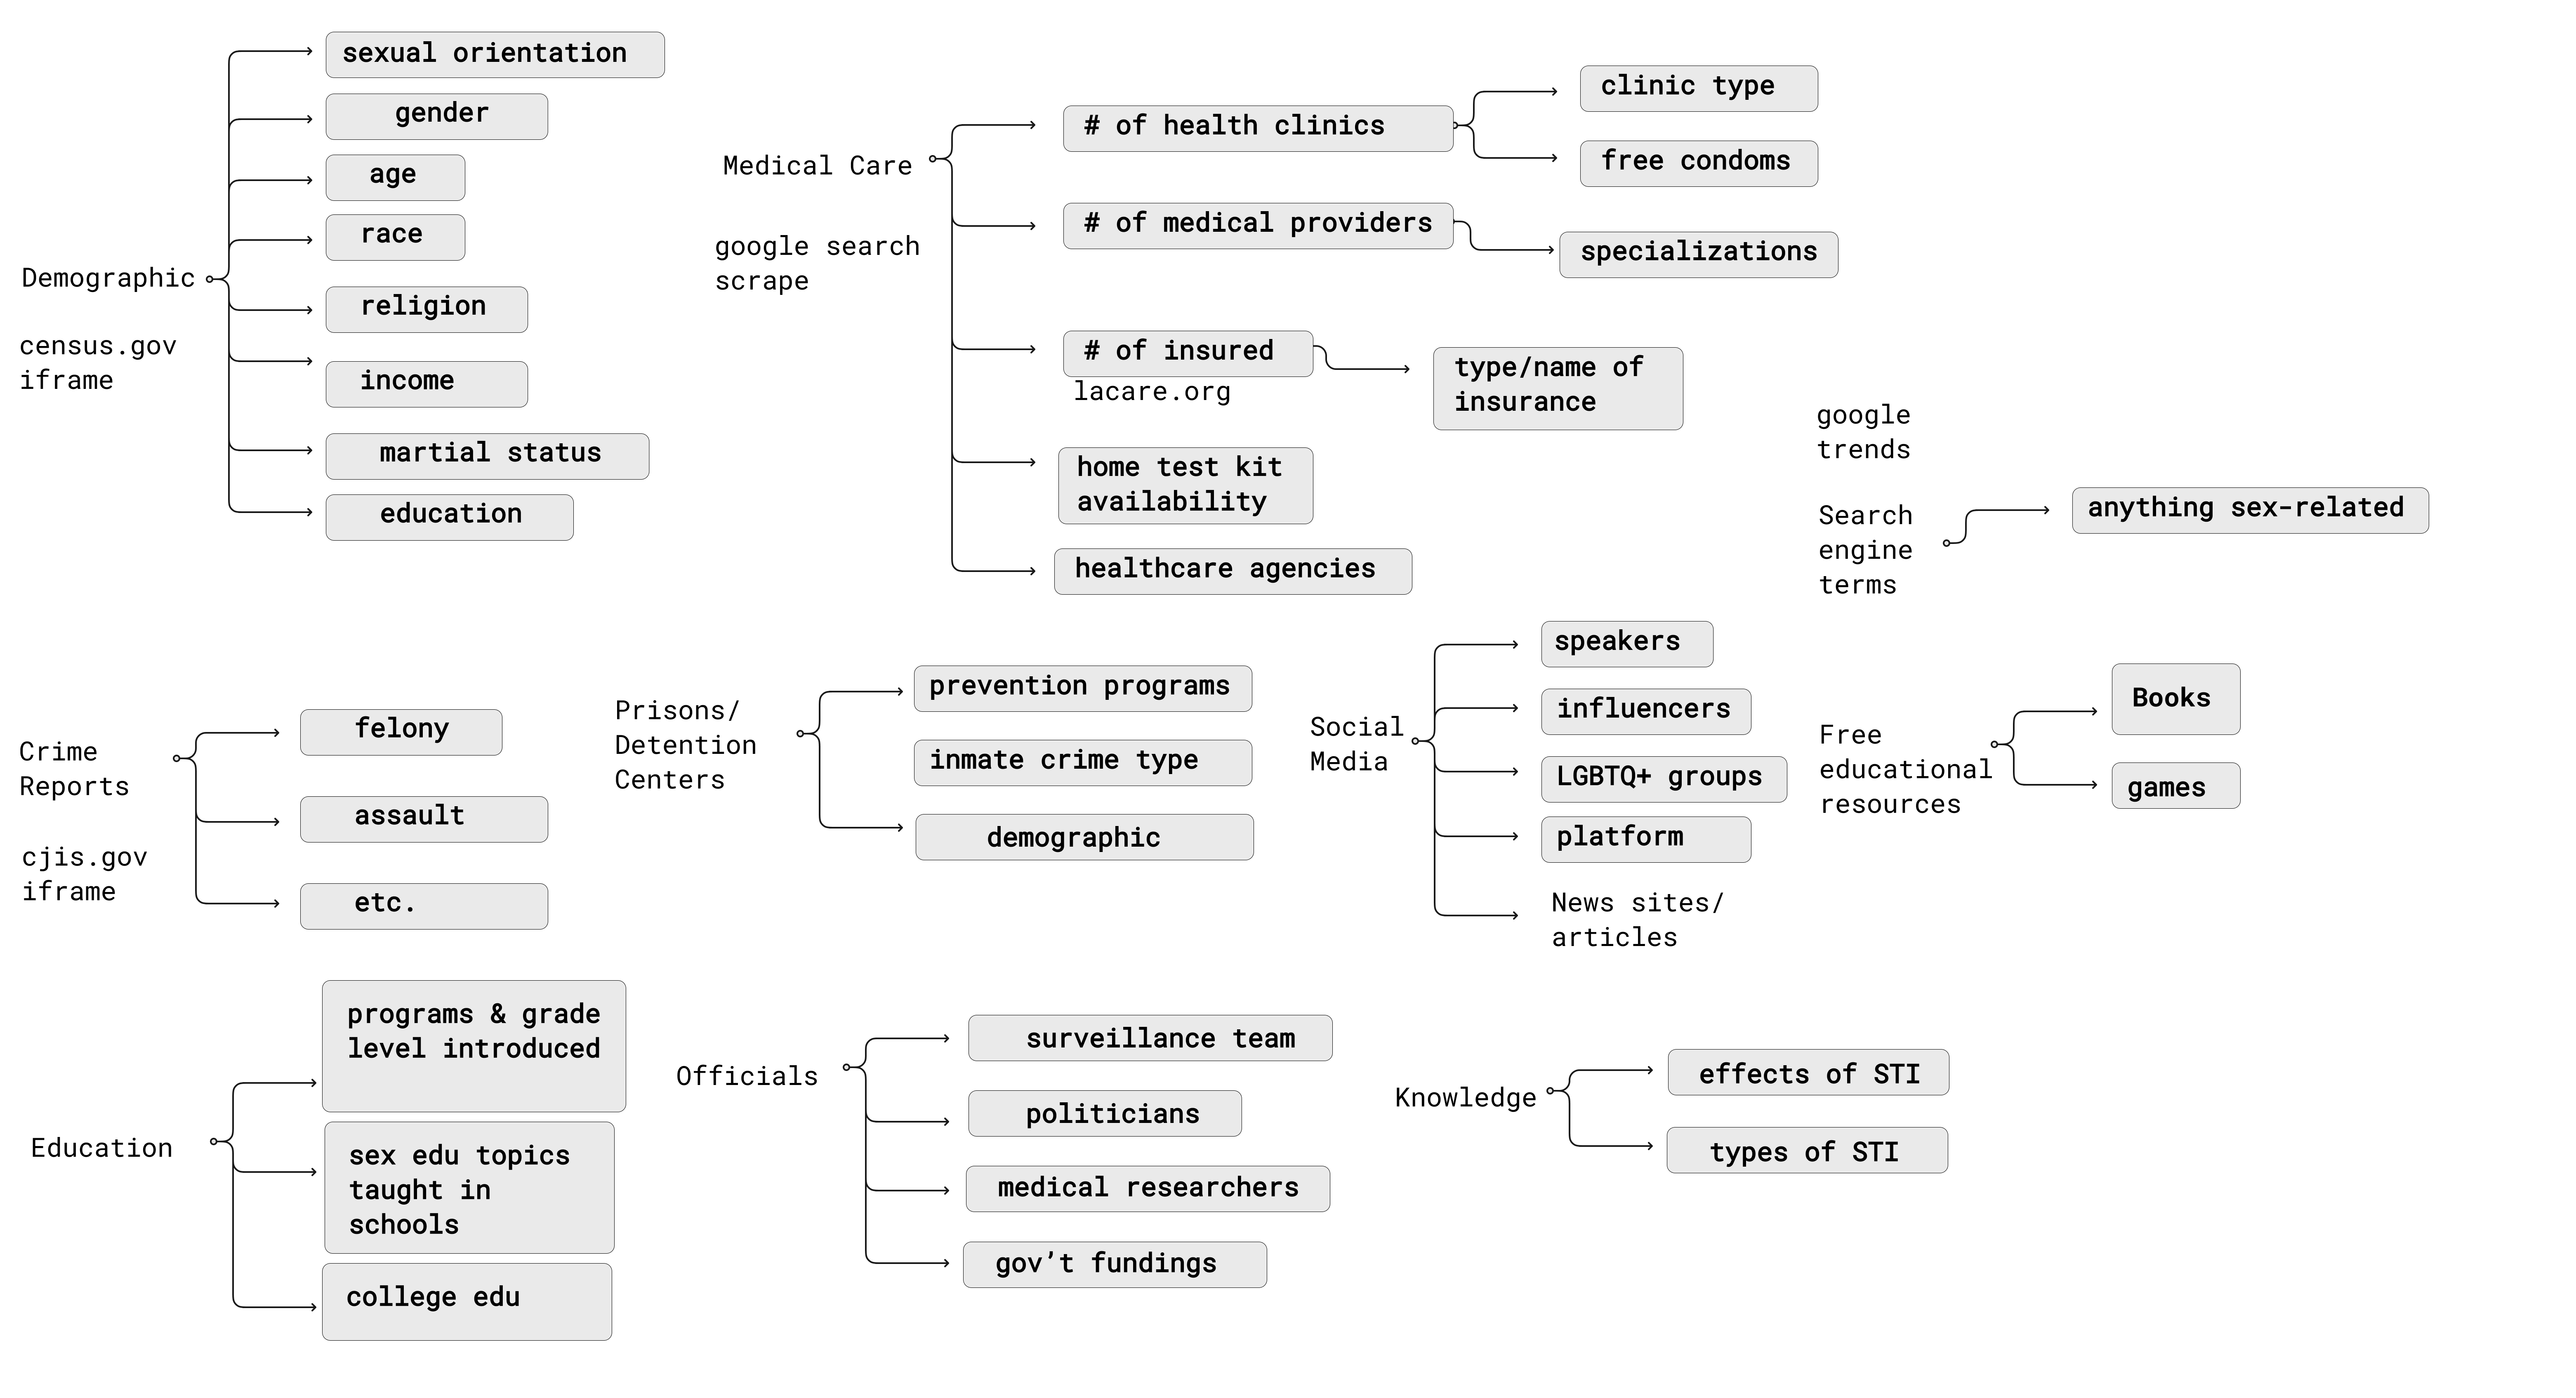 sexual orientation
gender
age
race
Demographic
religion
census.gov
iframe
income
martial status
education
Medical Care
google search
scrape
# of health clinics
clinic type
free condoms
# of medical providers
specializations
# of insured
lacare.org
type/name of
insurance
home test kit
availability
healthcare agencies
google
trends
Search
engine
terms
anything sex-related
Crime
Reports
cjis.gov
iframe
felony
assault
etc.
Prisons/
Detention
Centers
prevention programs
inmate crime type
demographic
Social
Media
speakers
influencers
LGBTQ+ groups
platform
News sites/
articles
Free
educational
resources
Books
games
Education
programs & grade
level introduced
sex edu topics
taught in
schools
college edu
Officials
surveillance team
politicians
medical researchers
gov’t fundings
Knowledge
effects of STI
types of STI